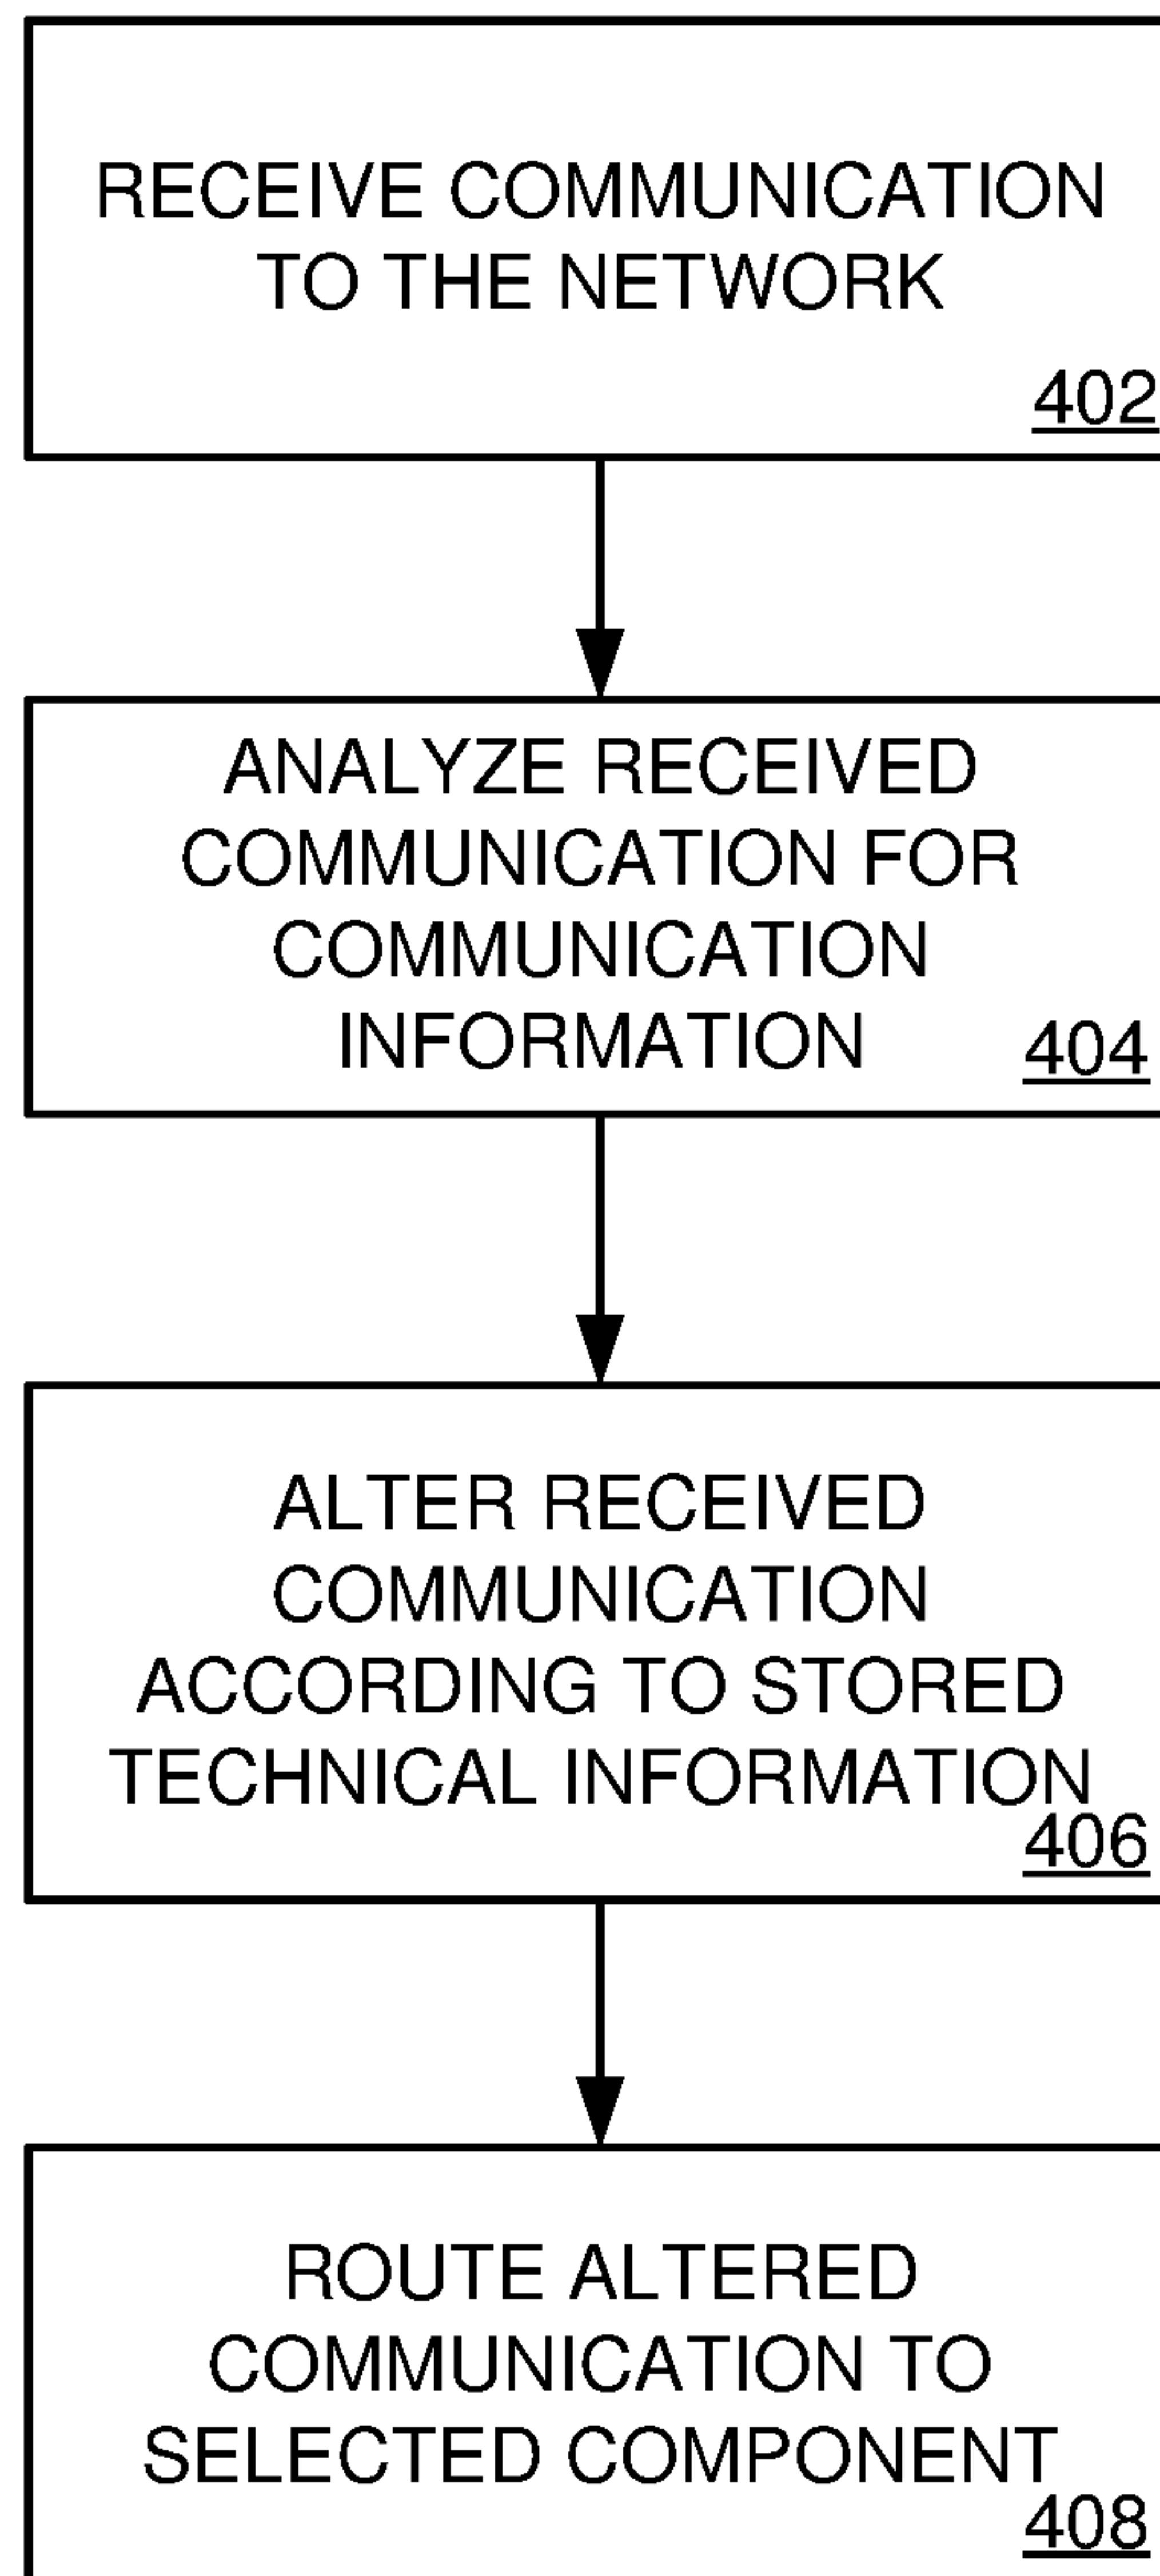 RECEIVE COMMUNICATION
TO THE NETWORK
402
ANALYZE RECEIVED
COMMUNICATION FOR
COMMUNICATION
INFORMATION
404
ALTER RECEIVED
COMMUNICATION
ACCORDING TO STORED
TECHNICAL INFORMATION
406
ROUTE ALTERED
COMMUNICATION TO
SELECTED COMPONENT
408